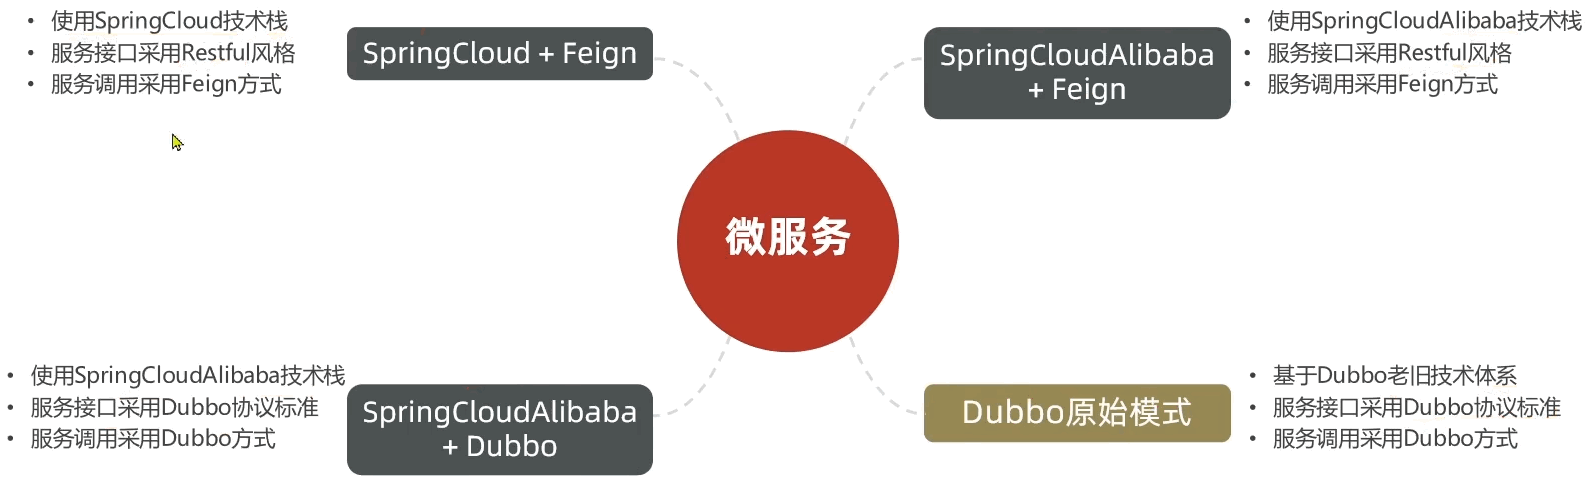 • 使用SpringCloud技术栈
• 服务接口采用Restful风格
• 服务调用采用Feign方式
SpringCloud + Feign
SpringCloudAlibaba
+ Feign
• 使用SpringCloudAlibaba技术栈
• 服务接口采用Restful风格
• 服务调用采用Feign方式
微服务
• 使用SpringCloudAlibaba技术栈
• 服务接口采用Dubbo协议标准
• 服务调用采用Dubbo方式
SpringCloudAlibaba
+ Dubbo
Dubbo原始模式
• 基于Dubbo老旧技术体系
• 服务接口采用Dubbo协议标准
• 服务调用采用Dubbo方式